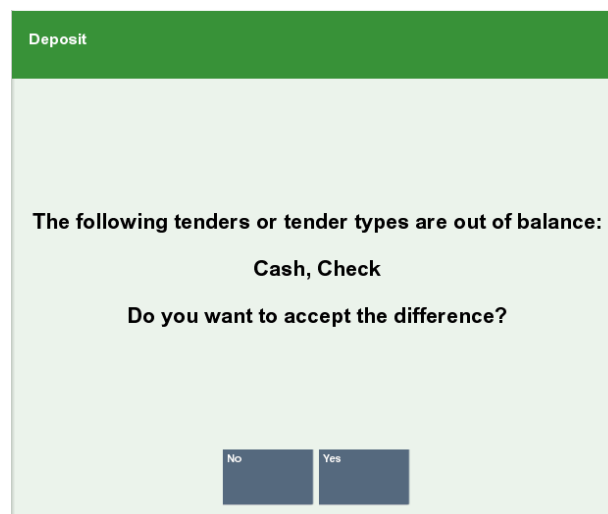 Deposit
The following tenders or tender types are out of balance:
Cash, Check
Do you want to accept the difference?
No
Yes